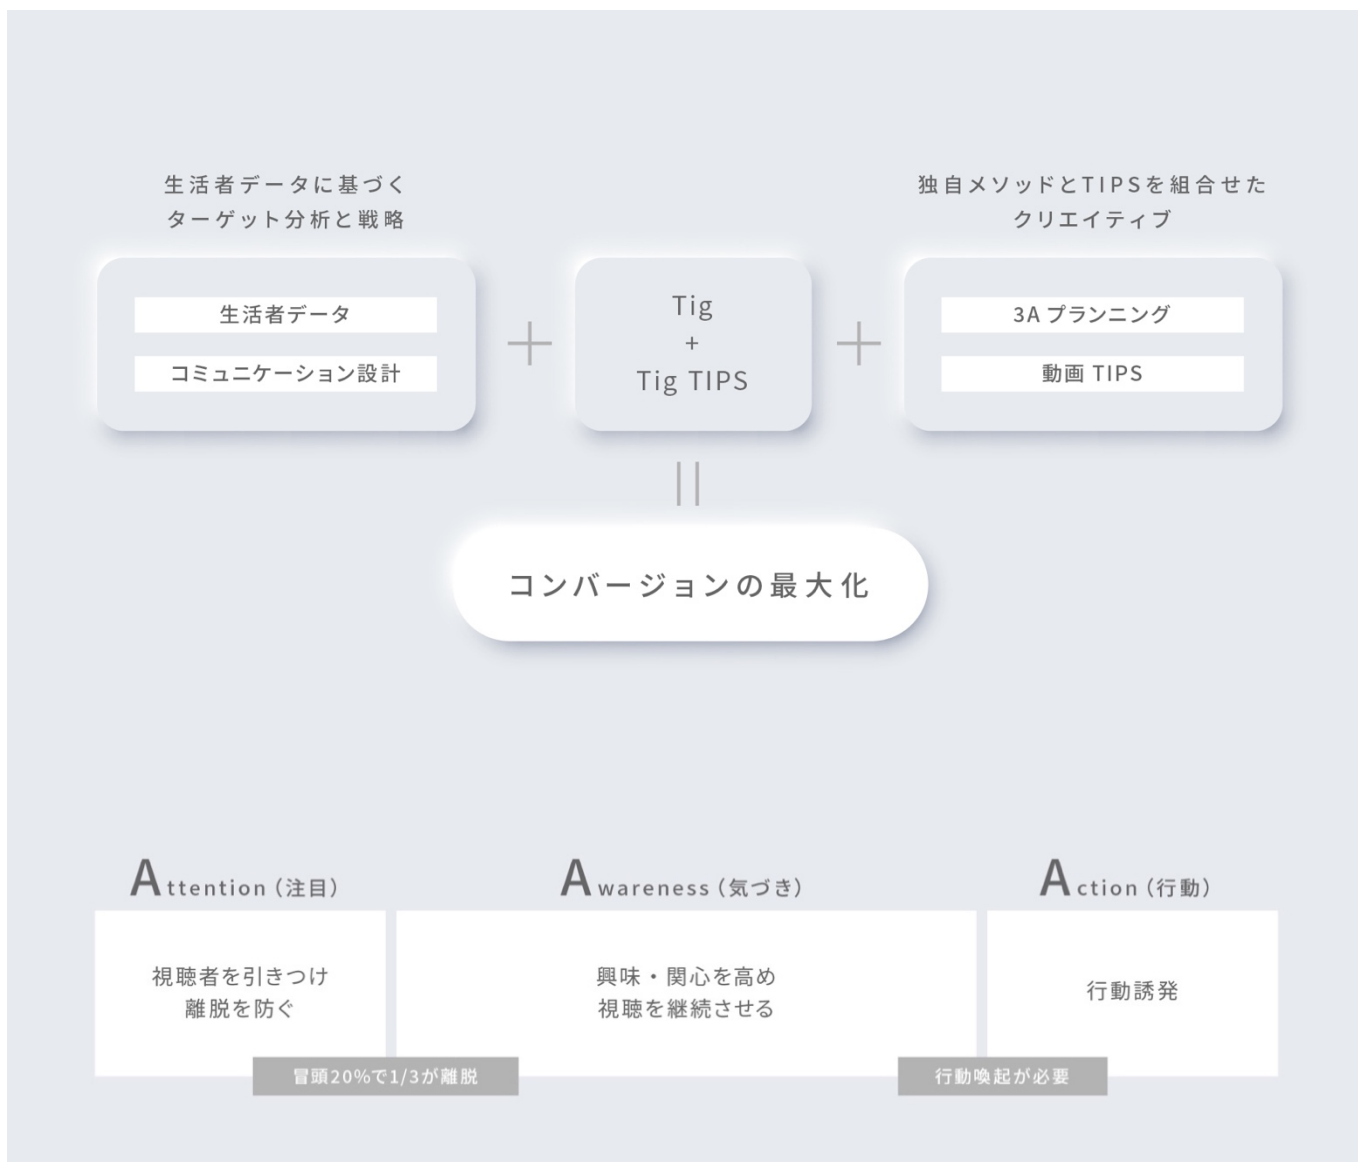 生活者データに基づく
ターゲット分析と戦略
生活者データ
コミュニケーション設計
+
Tig
+
Tig TIPS
+
独自メソッドとTIPSを組合せた
クリエイティブ
3A プランニング
動画 TIPS
コンバージョンの最大化
Attention（注目）
視聴者を引きつけ
離脱を防ぐ
冒頭20%で1/3が離脱
Awareness（気づき）
興味・関心を高め
視聴を継続させる
行動喚起が必要
Action（行動）
行動誘発